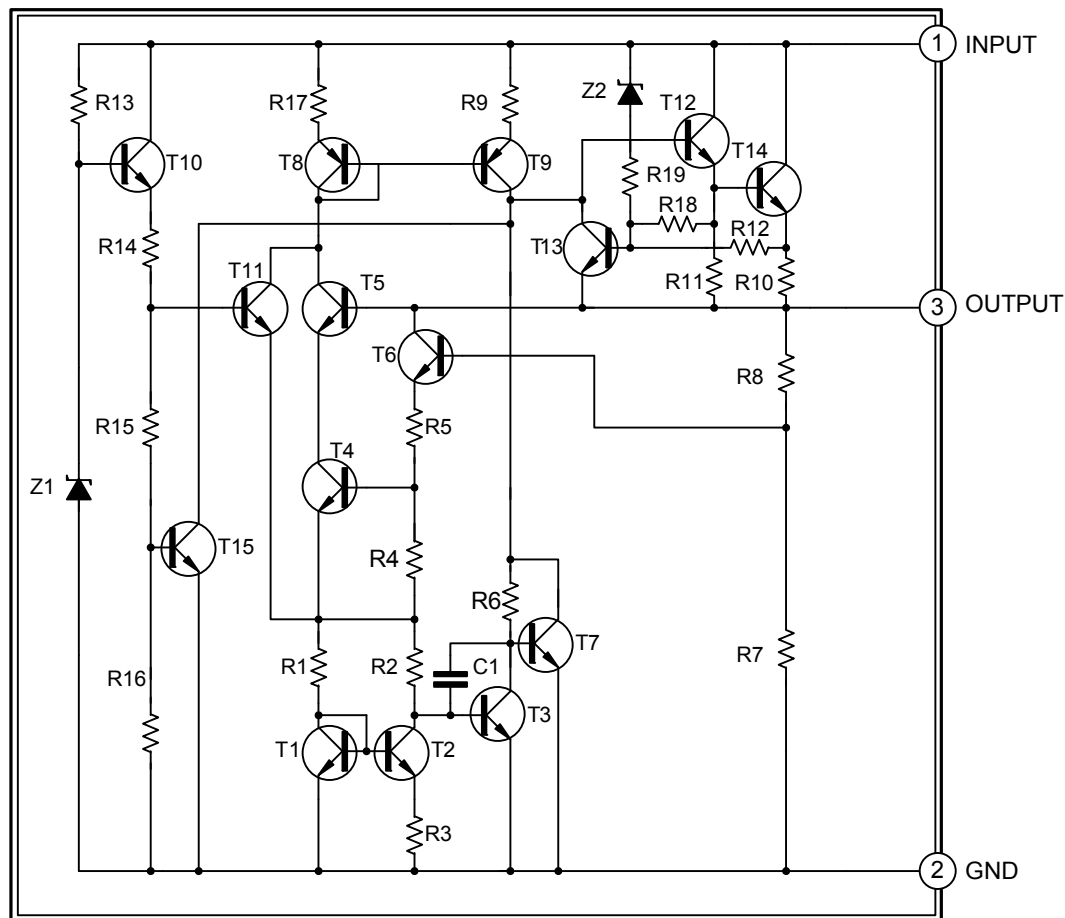 1 INPUT
R13
R17
R9
Z2
T12
T10
T8
T9
T14
R19
R18
R12
R14
T13
T11
T5
R11
R10
3 OUTPUT
T6
R8
R15
R5
T4
Z1
T15
R4
R6
T7
R7
R16
R1
R2
C1
T3
T1
T2
R3
2 GND